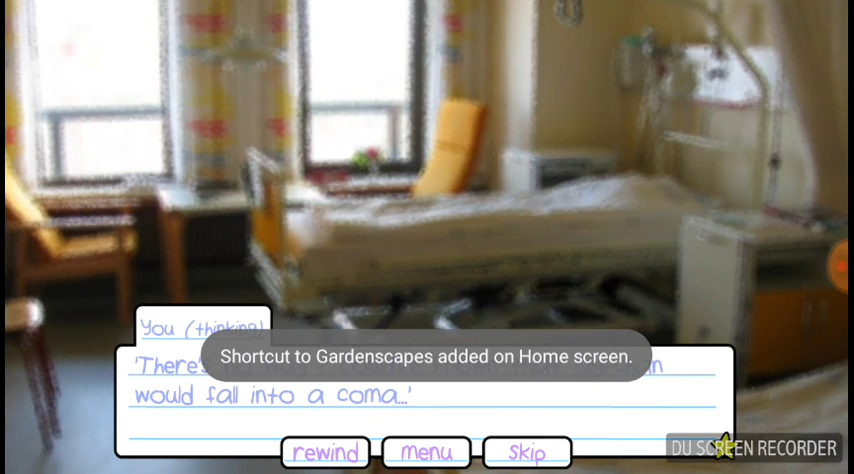 You (thinking)
Shortcut to Gardenscapes added on Home screen.
'There's
would fall into a coma...'
rewind menu skip
DU SCREEN RECORDER